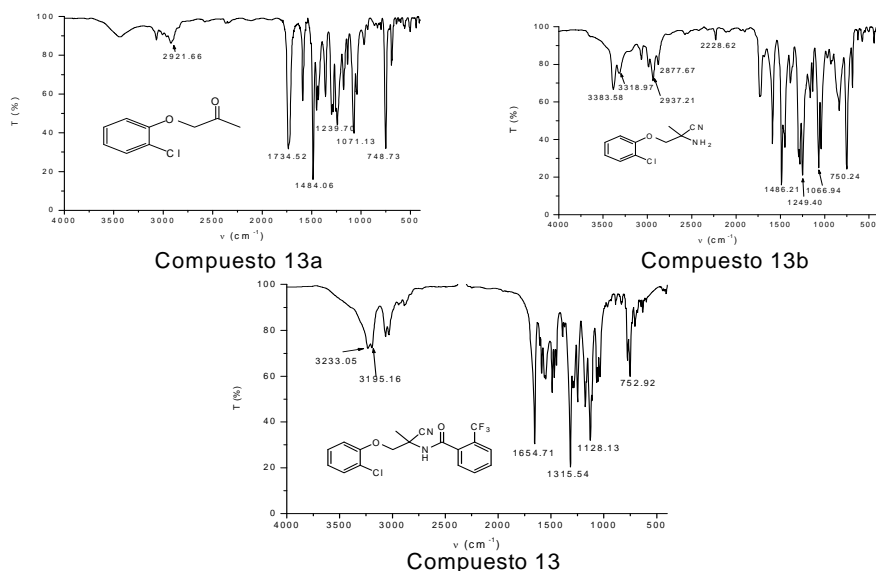 100
80
60
40
20
0
T (%)
2921.66
1734.52
1484.06
1239.70
1071.13
748.73
O
O
Cl
4000 3500 3000 2500 2000 1500 1000 500
ν (cm⁻¹)
Compuesto 13a
100
80
60
40
20
0
T (%)
3383.58
3318.97
2937.21
2877.67
2228.62
1486.21
1249.40
1066.94
750.24
CN
O
NH₂
Cl
4000 3500 3000 2500 2000 1500 1000 500
ν (cm⁻¹)
Compuesto 13b
100
80
60
40
20
0
T (%)
3233.05
3195.16
1654.71
1315.54
1128.13
752.92
CN
O
CF₃
O
N
H
Cl
4000 3500 3000 2500 2000 1500 1000 500
ν (cm⁻¹)
Compuesto 13